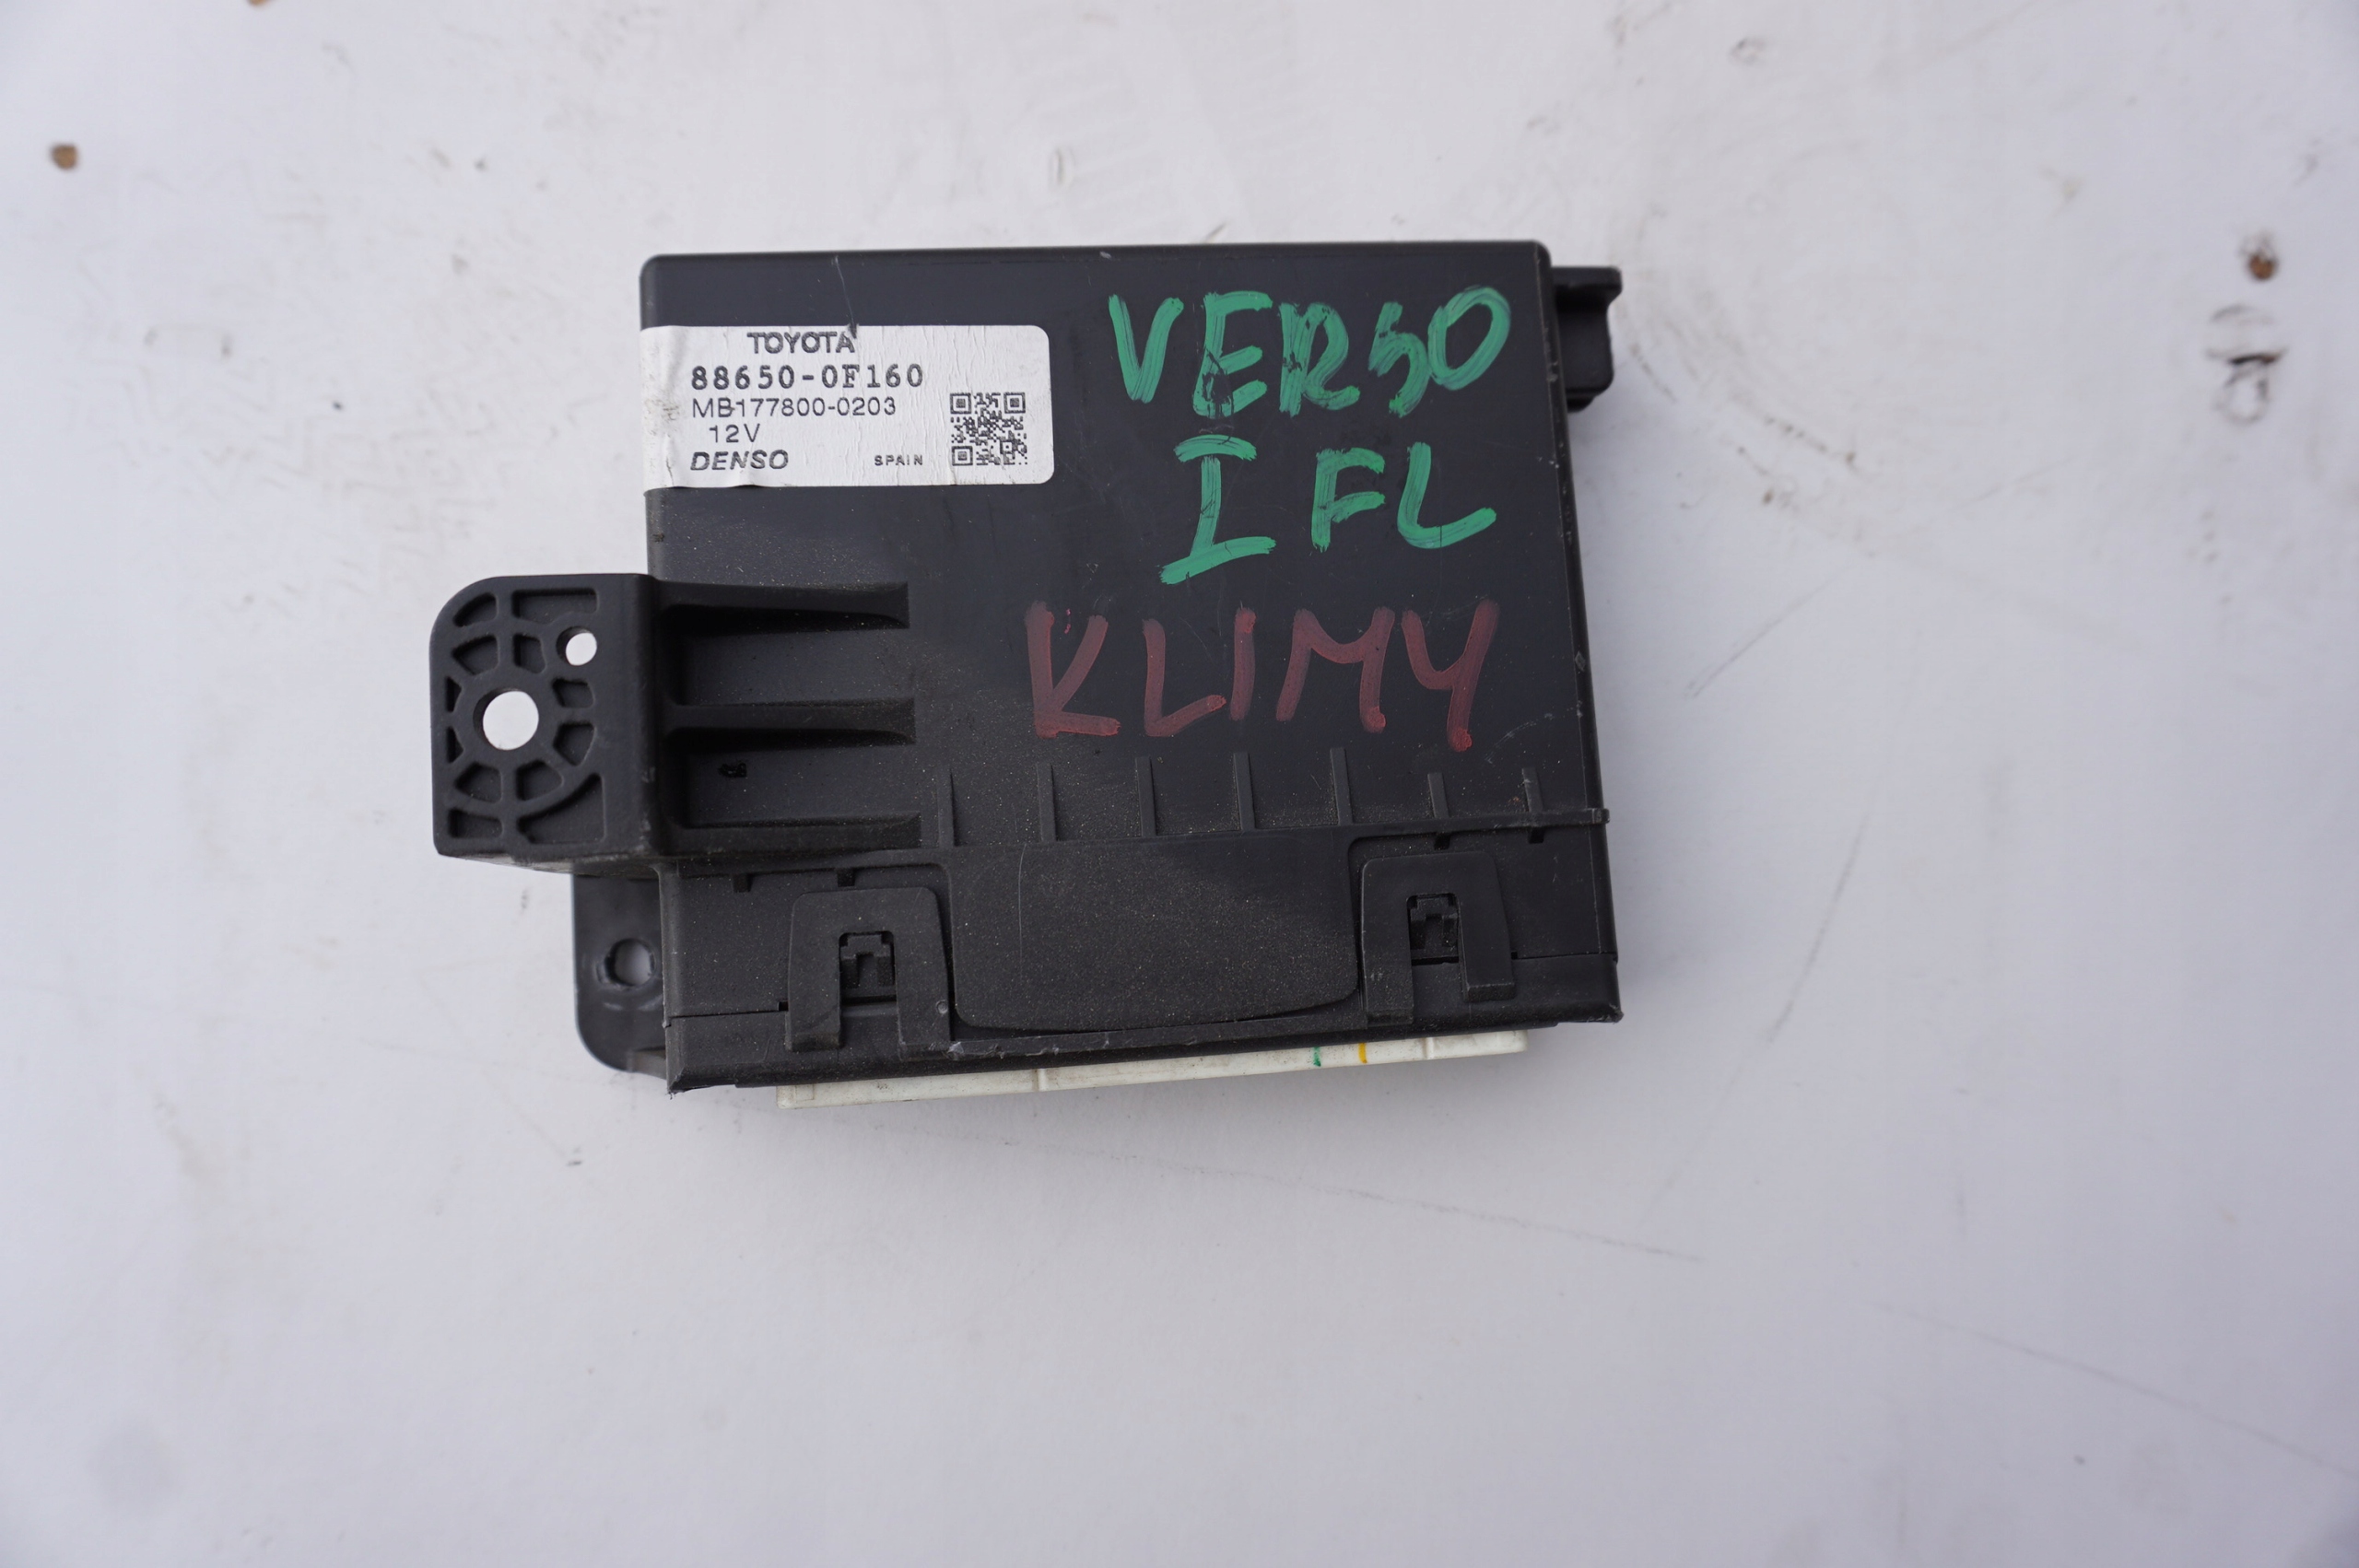 TOYOTA
88650-0F160
MB177800-0203
12V
DENSO SPAIN
VERSO
I FL
KLIMY